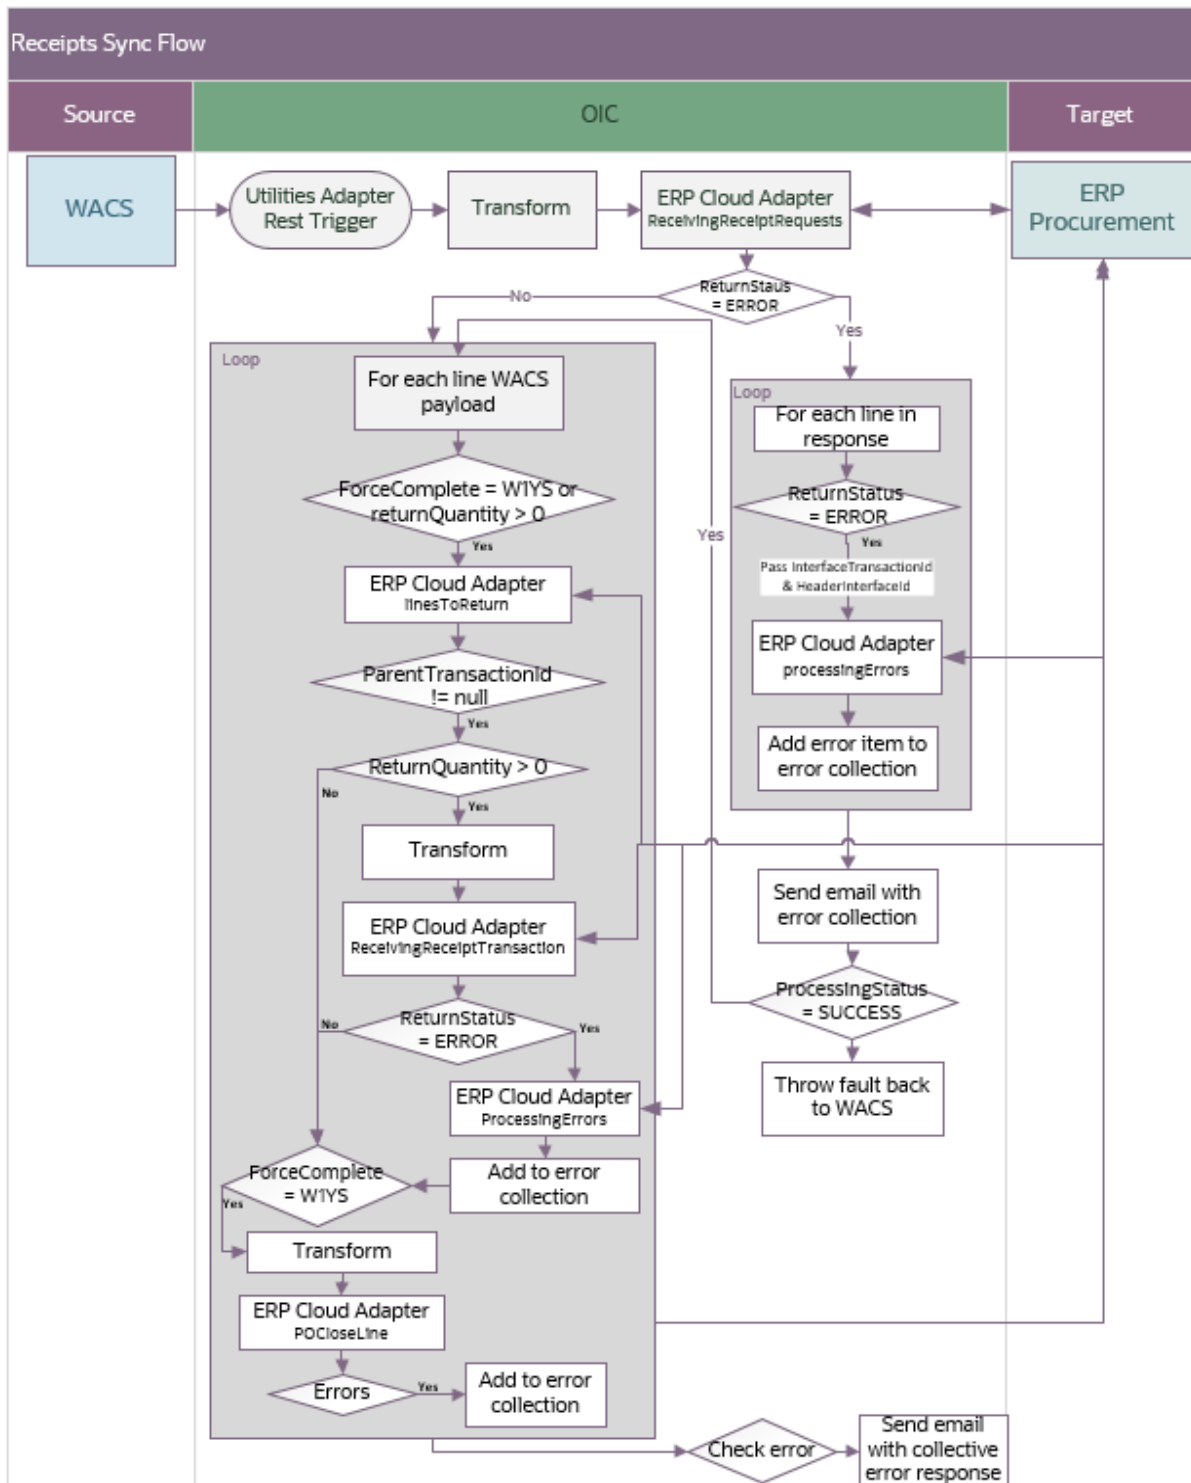 Receipts Sync Flow
Source
OIC
Target
WACS
Utilities Adapter
Rest Trigger
Transform
ERP Cloud Adapter
ReceivingReceiptRequests
ERP
Procurement
ReturnStaus
= ERROR
No
Yes
Loop
For each line WACS
payload
ForceComplete = W1YS or
returnQuantity > 0
Yes
ERP Cloud Adapter
linesToReturn
ParentTransactionId
!= null
Yes
ReturnQuantity > 0
No
Yes
Transform
ERP Cloud Adapter
ReceivingReceiptTransaction
ReturnStatus
= ERROR
No
Yes
ERP Cloud Adapter
ProcessingErrors
Add to error
collection
ForceComplete
= W1YS
Yes
Transform
ERP Cloud Adapter
POCloseLine
Errors
Yes
Add to error
collection
Loop
For each line in
response
ReturnStatus
= ERROR
Yes
Pass InterfaceTransactionId
& HeaderInterfaceId
ERP Cloud Adapter
processingErrors
Add error item to
error collection
Send email with
error collection
ProcessingStatus
= SUCCESS
Yes
Throw fault back
to WACS
Check error
Send email
with collective
error response